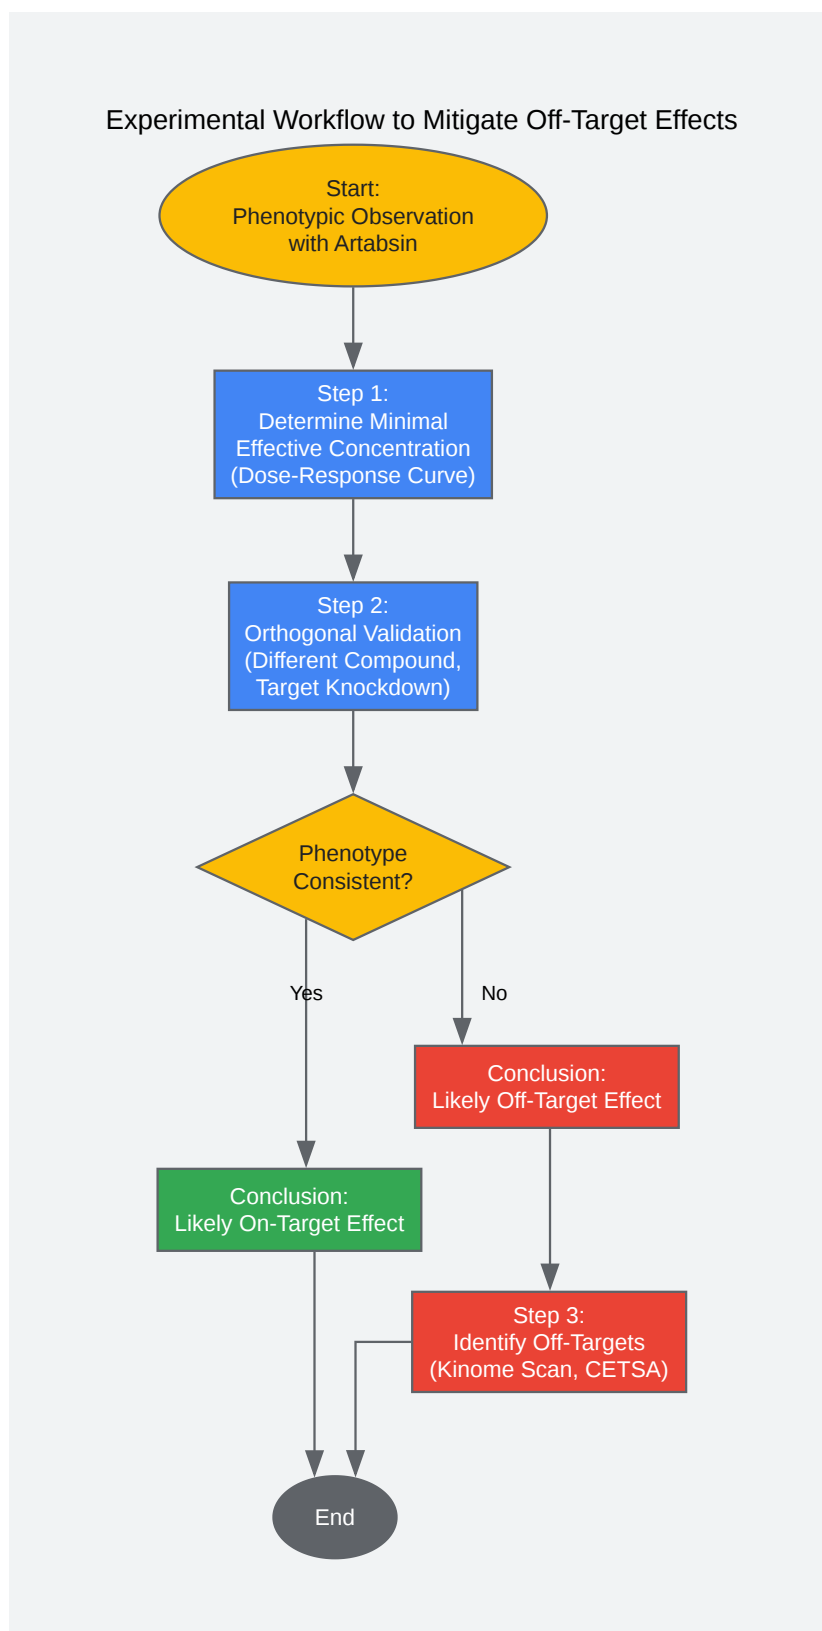 Experimental Workflow to Mitigate Off-Target Effects
Start:
Phenotypic Observation
with Artabsin
Step 1:
Determine Minimal
Effective Concentration
(Dose-Response Curve)
Step 2:
Orthogonal Validation
(Different Compound,
Target Knockdown)
Phenotype
Consistent?
Yes
No
Conclusion:
Likely Off-Target Effect
Conclusion:
Likely On-Target Effect
Step 3:
Identify Off-Targets
(Kinome Scan, CETSA)
End